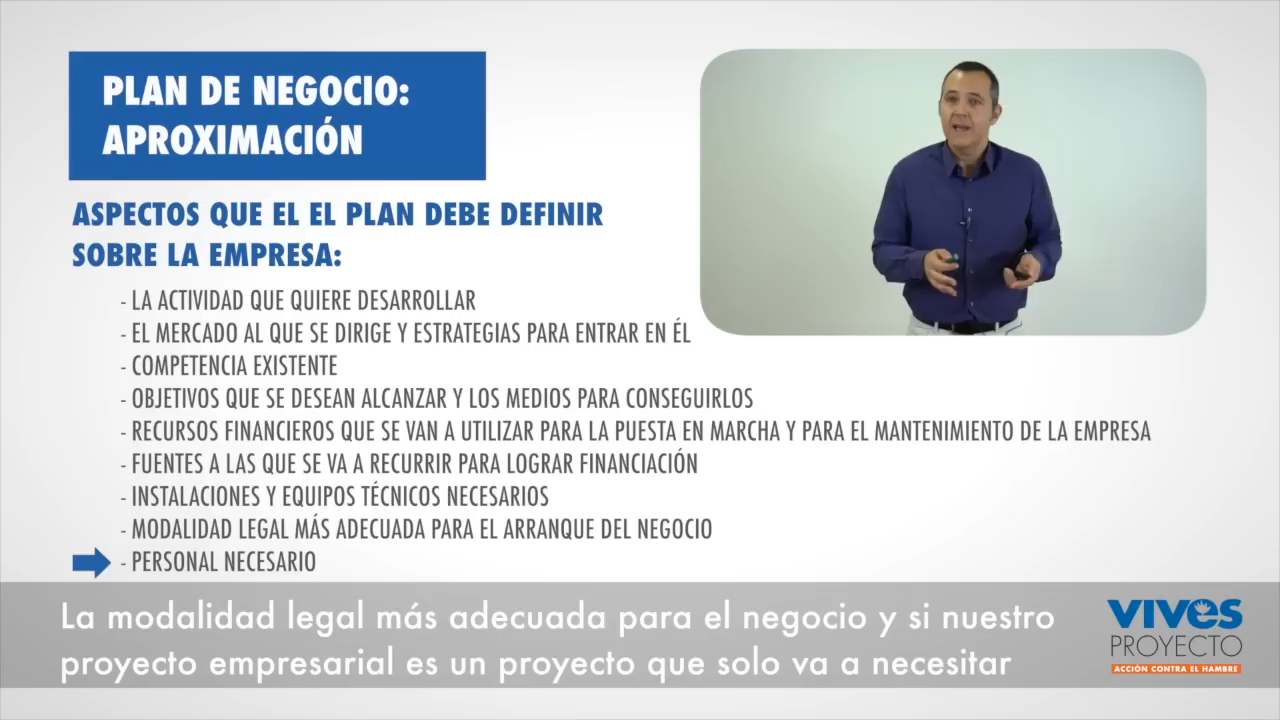 PLAN DE NEGOCIO:
APROXIMACIÓN
ASPECTOS QUE EL EL PLAN DEBE DEFINIR
SOBRE LA EMPRESA:
- LA ACTIVIDAD QUE QUIERE DESARROLLAR
- EL MERCADO AL QUE SE DIRIGE Y ESTRATEGIAS PARA ENTRAR EN ÉL
- COMPETENCIA EXISTENTE
- OBJETIVOS QUE SE DESEAN ALCANZAR Y LOS MEDIOS PARA CONSEGUIRLOS
- RECURSOS FINANCIEROS QUE SE VAN A UTILIZAR PARA LA PUESTA EN MARCHA Y PARA EL MANTENIMIENTO DE LA EMPRESA
- FUENTES A LAS QUE SE VA A RECURRIR PARA LOGRAR FINANCIACIÓN
- INSTALACIONES Y EQUIPOS TÉCNICOS NECESARIOS
- MODALIDAD LEGAL MÁS ADECUADA PARA EL ARRANQUE DEL NEGOCIO
- PERSONAL NECESARIO
La modalidad legal más adecuada para el negocio y si nuestro
proyecto empresarial es un proyecto que solo va a necesitar
VIVES
PROYECTO
ACCIÓN CONTRA EL HAMBRE